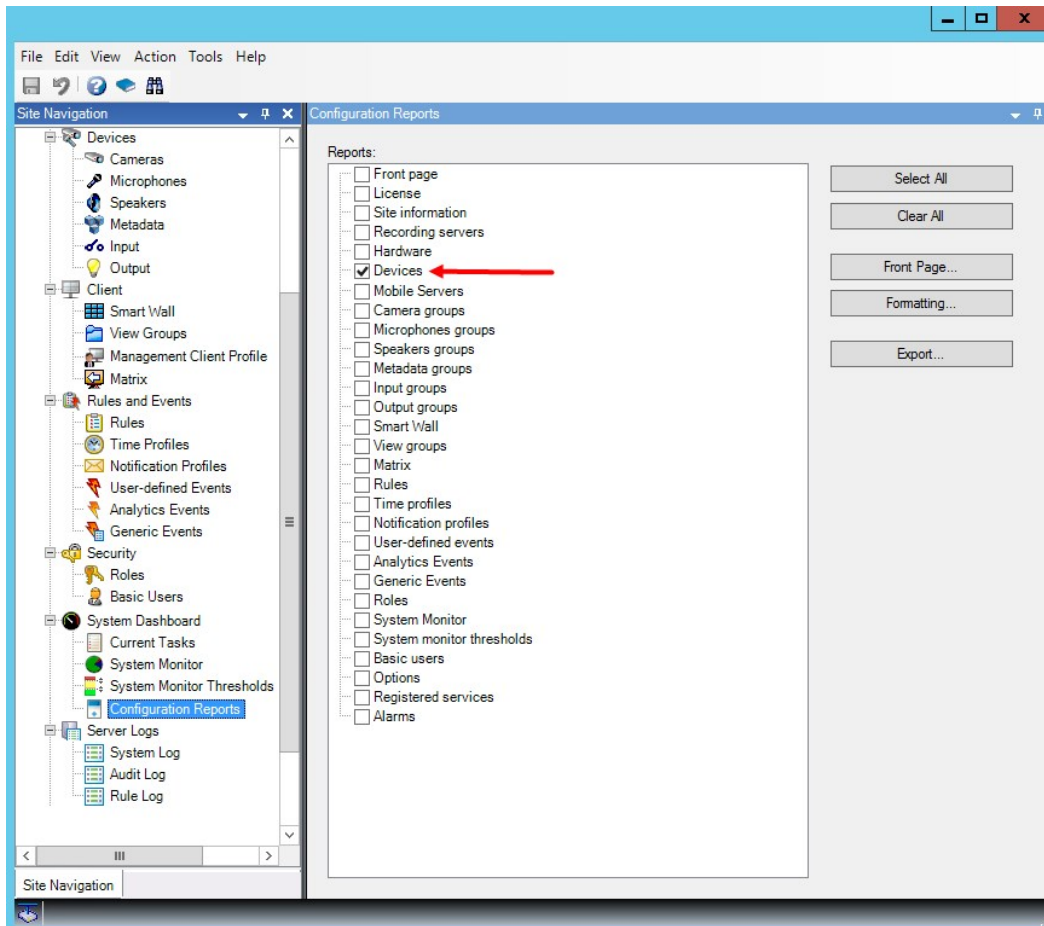 File Edit View Action Tools Help
Site Navigation
Devices
Cameras
Microphones
Speakers
Metadata
Input
Output
Client
Smart Wall
View Groups
Management Client Profile
Matrix
Rules and Events
Rules
Time Profiles
Notification Profiles
User-defined Events
Analytics Events
Generic Events
Security
Roles
Basic Users
System Dashboard
Current Tasks
System Monitor
System Monitor Thresholds
Configuration Reports
Server Logs
System Log
Audit Log
Rule Log
Site Navigation
Configuration Reports
Reports:
Front page
License
Site information
Recording servers
Hardware
Devices
Mobile Servers
Camera groups
Microphones groups
Speakers groups
Metadata groups
Input groups
Output groups
Smart Wall
View groups
Matrix
Rules
Time profiles
Notification profiles
User-defined events
Analytics Events
Generic Events
Roles
System Monitor
System monitor thresholds
Basic users
Options
Registered services
Alarms
Select All
Clear All
Front Page...
Formatting...
Export...